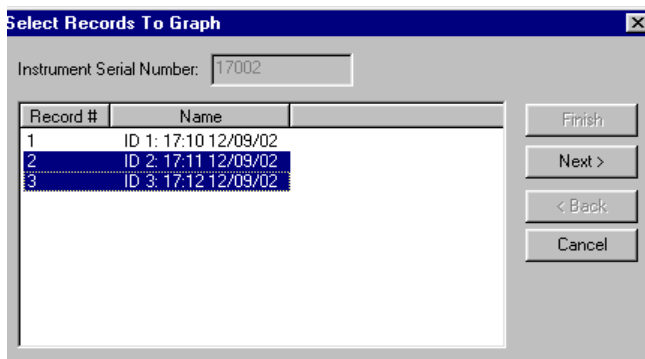 Select Records To Graph
Instrument Serial Number: 17002
Record # Name
1 ID 1: 17:10 12/09/02
2 ID 2: 17:11 12/09/02
3 ID 3: 17:12 12/09/02
Finish
Next >
< Back
Cancel